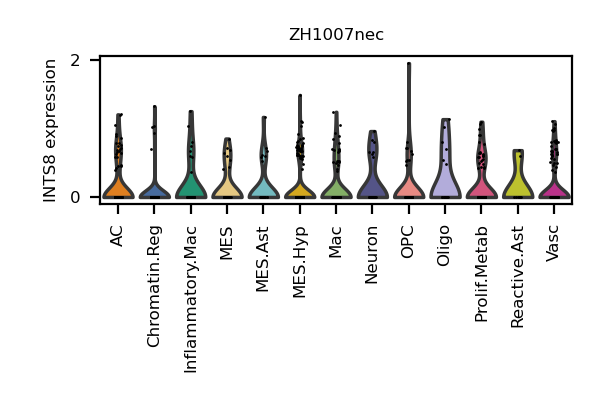 ZH1007nec
INTS8 expression
2
0
AC
Chromatin.Reg
Inflammatory.Mac
MES
MES.Ast
MES.Hyp
Mac
Neuron
OPC
Oligo
Prolif.Metab
Reactive.Ast
Vasc